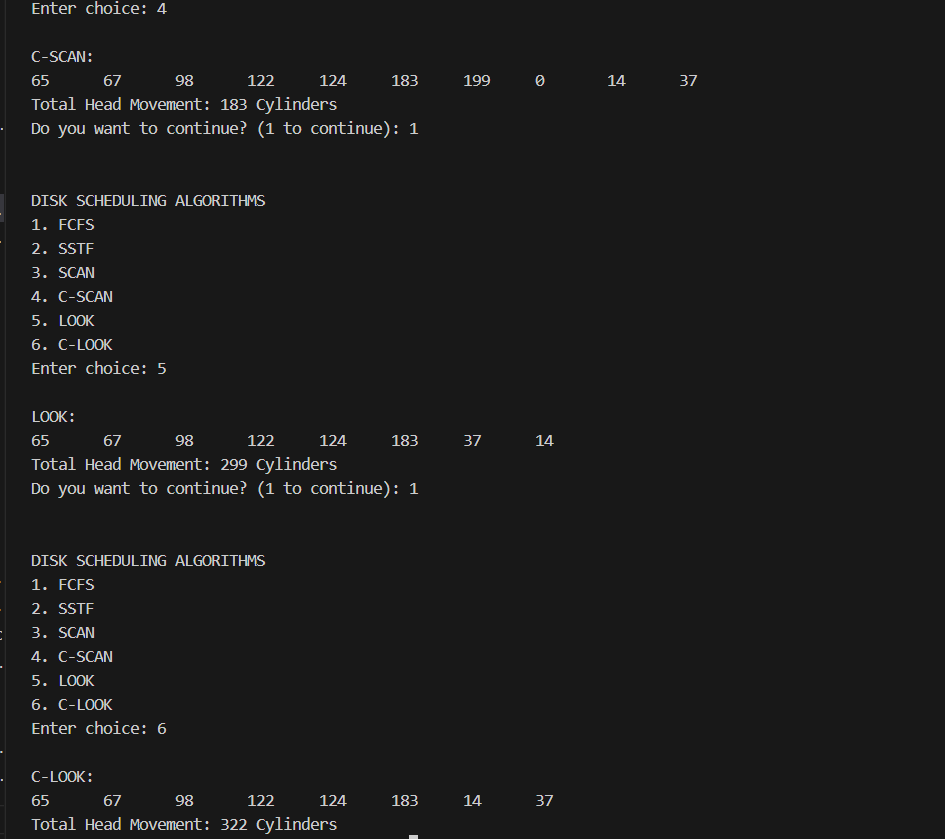 Enter choice: 4
C-SCAN:
65 67 98 122 124 183 199 0 14 37
Total Head Movement: 183 Cylinders
Do you want to continue? (1 to continue): 1
DISK SCHEDULING ALGORITHMS
1. FCFS
2. SSTF
3. SCAN
4. C-SCAN
5. LOOK
6. C-LOOK
Enter choice: 5
LOOK:
65 67 98 122 124 183 37 14
Total Head Movement: 299 Cylinders
Do you want to continue? (1 to continue): 1
DISK SCHEDULING ALGORITHMS
1. FCFS
2. SSTF
3. SCAN
4. C-SCAN
5. LOOK
6. C-LOOK
Enter choice: 6
C-LOOK:
65 67 98 122 124 183 14 37
Total Head Movement: 322 Cylinders